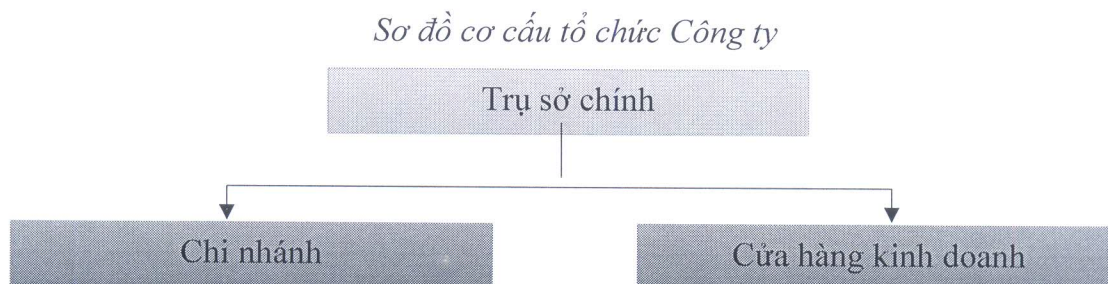 Sơ đồ cơ cấu tổ chức Công ty
Trụ sở chính
Chi nhánh
Cửa hàng kinh doanh